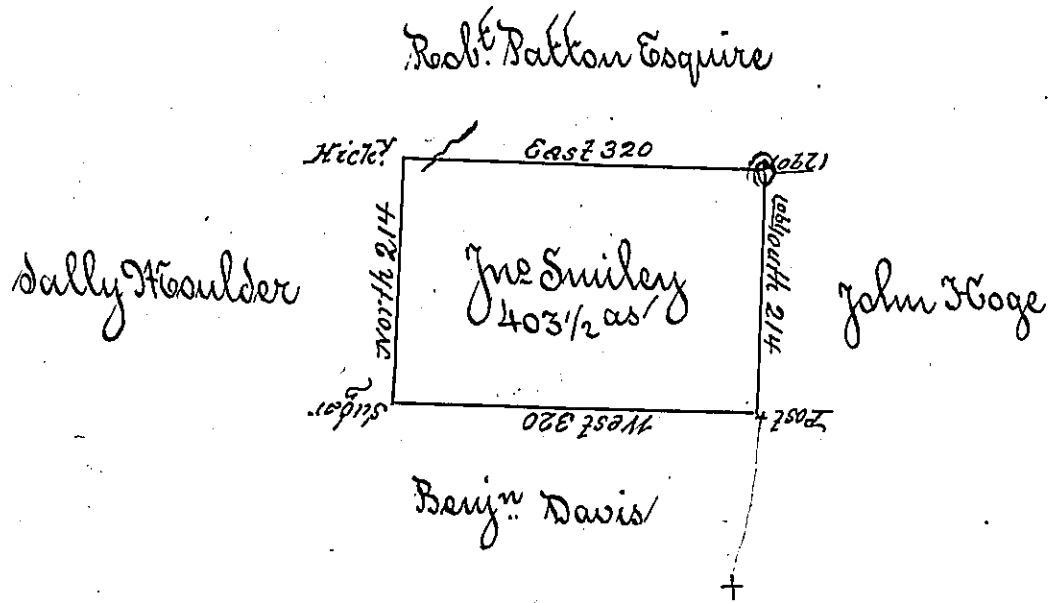 Robt. Patton Esquire
Hicky.
East 320
Post
South 214
North 214
Sally Moulder
Jno Smiley
403 1/2 as
John Hoge
Sugar
West 320
Post
Benjn Davis